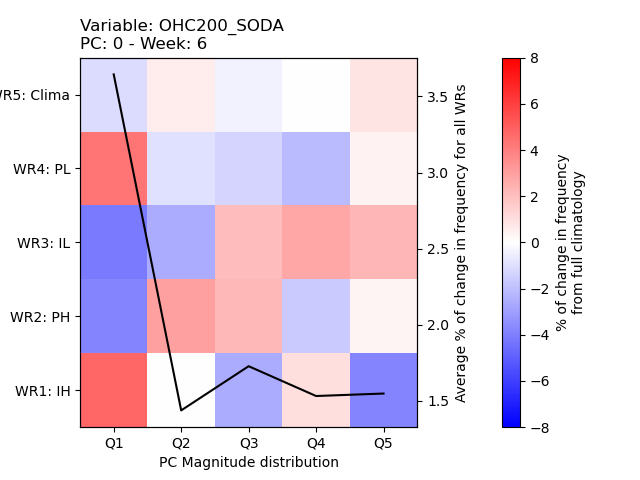 Variable: OHC200_SODA
PC: 0 - Week: 6
WR5: Clima
WR4: PL
WR3: IL
WR2: PH
WR1: IH
Q1 Q2 Q3 Q4 Q5
PC Magnitude distribution
3.5
3.0
2.5
2.0
1.5
Average % of change in frequency for all WRs
8
6
4
2
0
−2
−4
−6
−8
% of change in frequency
from full climatology